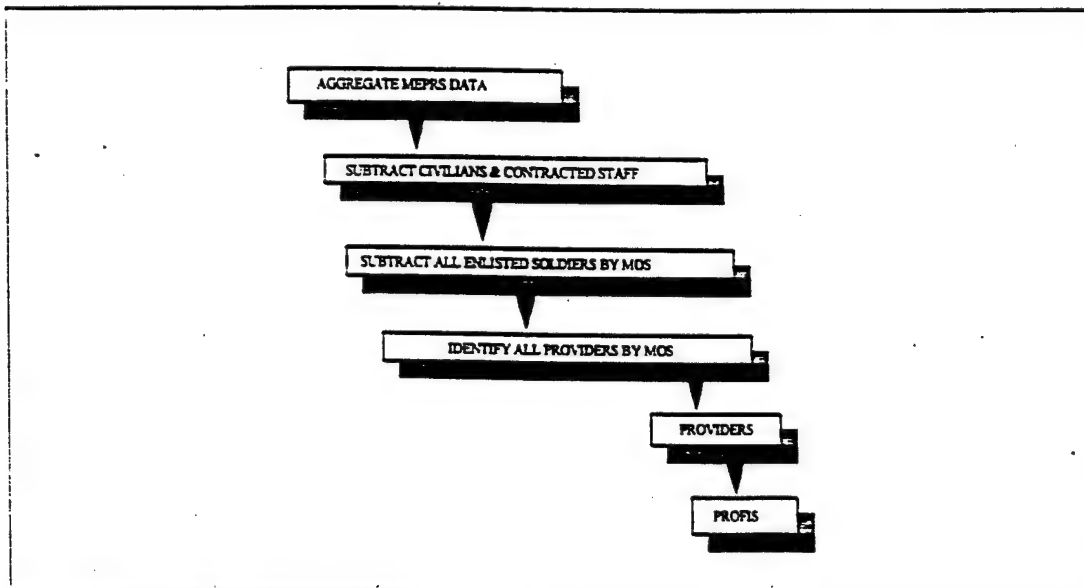 AGGREGATE MEPRS DATA
SUBTRACT CIVILIANS & CONTRACTED STAFF
SUBTRACT ALL ENLISTED SOLDIERS BY MOS
IDENTIFY ALL PROVIDERS BY MOS
PROVIDERS
PROFIS